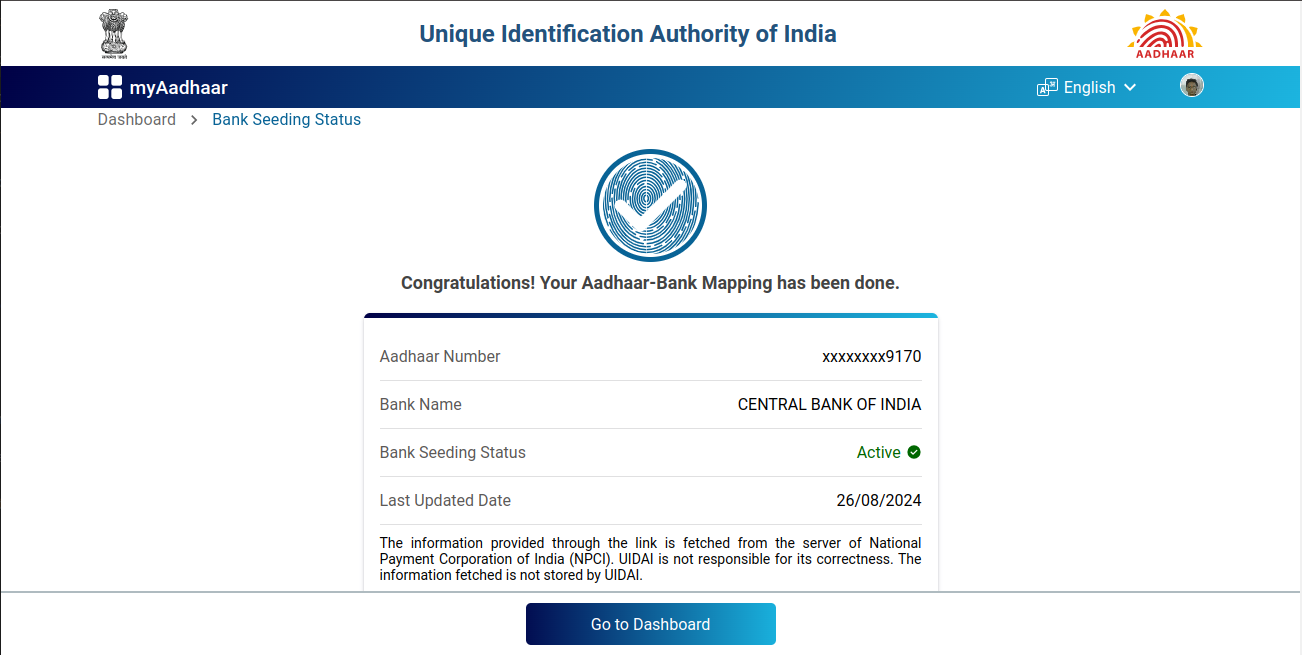 Unique Identification Authority of India
AADHAAR
myAadhaar
English
Dashboard > Bank Seeding Status
Congratulations! Your Aadhaar-Bank Mapping has been done.
Aadhaar Number xxxxxxxx9170
Bank Name CENTRAL BANK OF INDIA
Bank Seeding Status Active
Last Updated Date 26/08/2024
The information provided through the link is fetched from the server of National
Payment Corporation of India (NPCI). UIDAI is not responsible for its correctness. The
information fetched is not stored by UIDAI.
Go to Dashboard